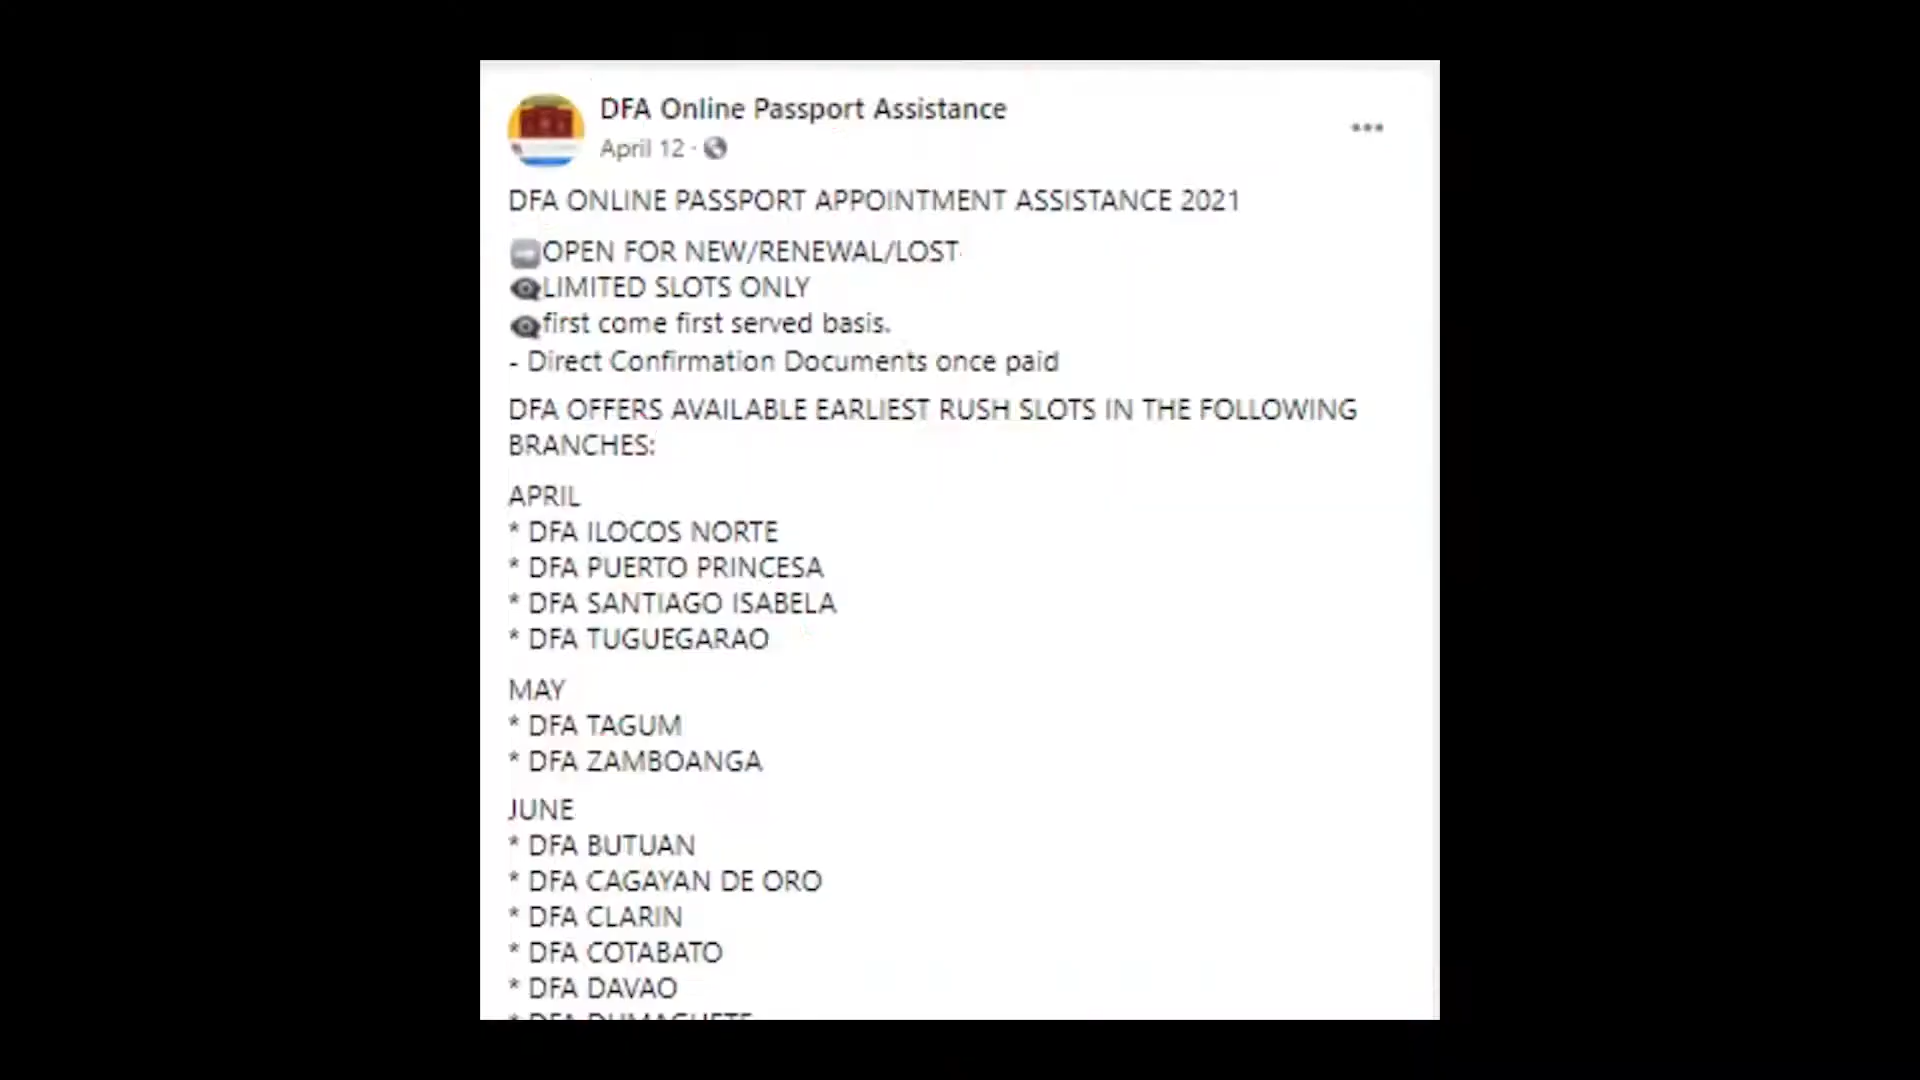 DFA Online Passport Assistance
April 12 ·
DFA ONLINE PASSPORT APPOINTMENT ASSISTANCE 2021
OPEN FOR NEW/RENEWAL/LOST
LIMITED SLOTS ONLY
first come first served basis.
- Direct Confirmation Documents once paid
DFA OFFERS AVAILABLE EARLIEST RUSH SLOTS IN THE FOLLOWING
BRANCHES:
APRIL
* DFA ILOCOS NORTE
* DFA PUERTO PRINCESA
* DFA SANTIAGO ISABELA
* DFA TUGUEGARAO
MAY
* DFA TAGUM
* DFA ZAMBOANGA
JUNE
* DFA BUTUAN
* DFA CAGAYAN DE ORO
* DFA CLARIN
* DFA COTABATO
* DFA DAVAO
* DFA DUMAGUETE